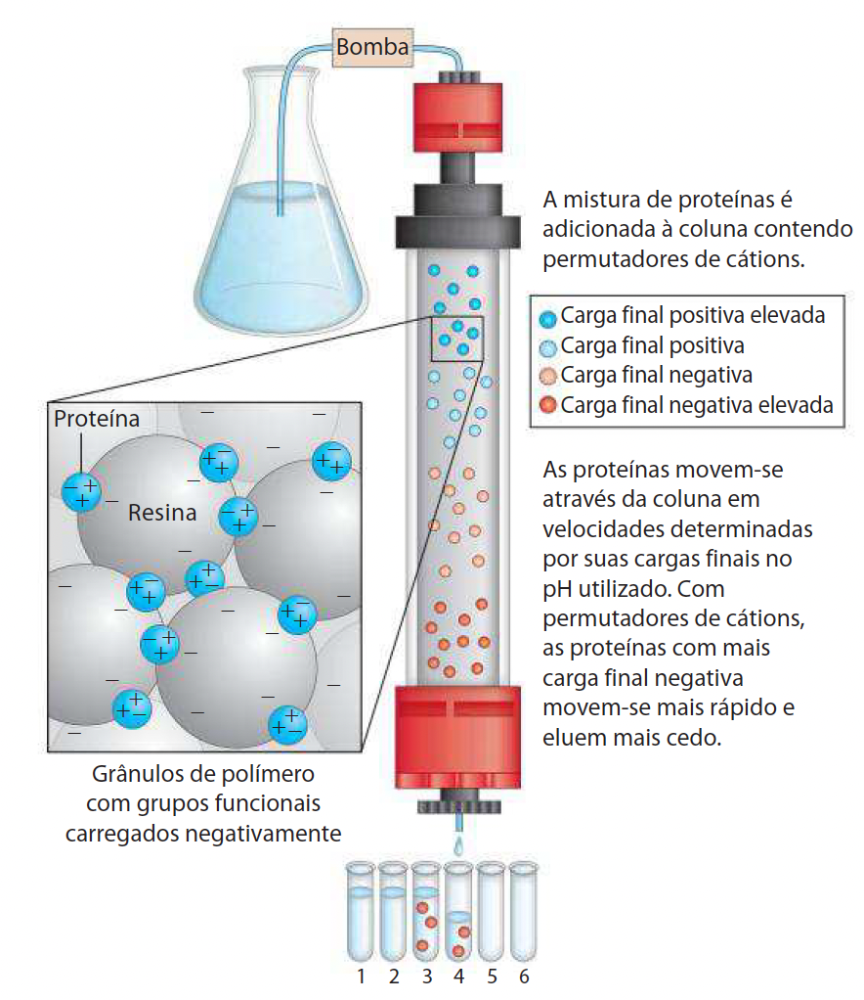 Bomba
A mistura de proteínas é
adicionada à coluna contendo
permutadores de cátions.
Carga final positiva elevada
Carga final positiva
Carga final negativa
Carga final negativa elevada
Proteína
Resina
As proteínas movem-se
através da coluna em
velocidades determinadas
por suas cargas finais no
pH utilizado. Com
permutadores de cátions,
as proteínas com mais
carga final negativa
movem-se mais rápido e
eluem mais cedo.
Grânulos de polímero
com grupos funcionais
carregados negativamente
1 2 3 4 5 6